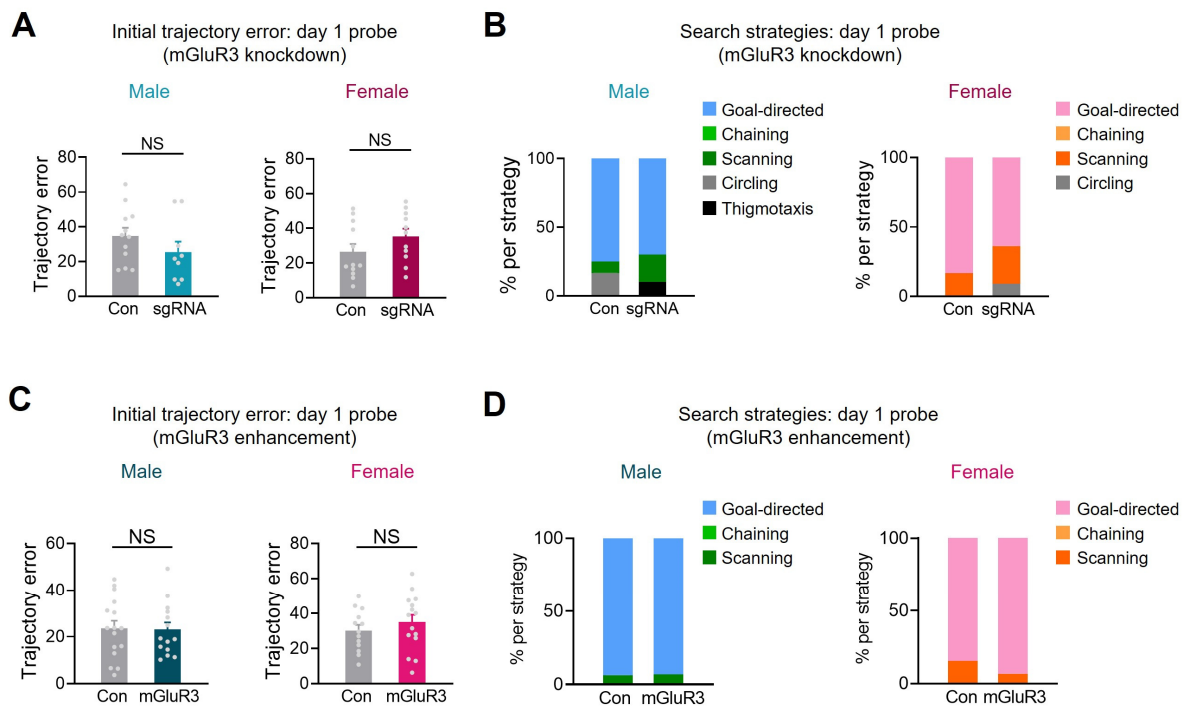 A
Initial trajectory error: day 1 probe
(mGluR3 knockdown)
Male
Female
NS
NS
Trajectory error
80
60
40
20
0
Con sgRNA
Trajectory error
80
60
40
20
0
Con sgRNA
B
Search strategies: day 1 probe
(mGluR3 knockdown)
Male
Female
Goal-directed
Chaining
Scanning
Circling
Thigmotaxis
Goal-directed
Chaining
Scanning
Circling
% per strategy
100
50
0
Con sgRNA
% per strategy
100
50
0
Con sgRNA
C
Initial trajectory error: day 1 probe
(mGluR3 enhancement)
Male
Female
NS
NS
Trajectory error
60
40
20
0
Con mGluR3
Trajectory error
80
60
40
20
0
Con mGluR3
D
Search strategies: day 1 probe
(mGluR3 enhancement)
Male
Female
Goal-directed
Chaining
Scanning
Goal-directed
Chaining
Scanning
% per strategy
100
50
0
Con mGluR3
% per strategy
100
50
0
Con mGluR3